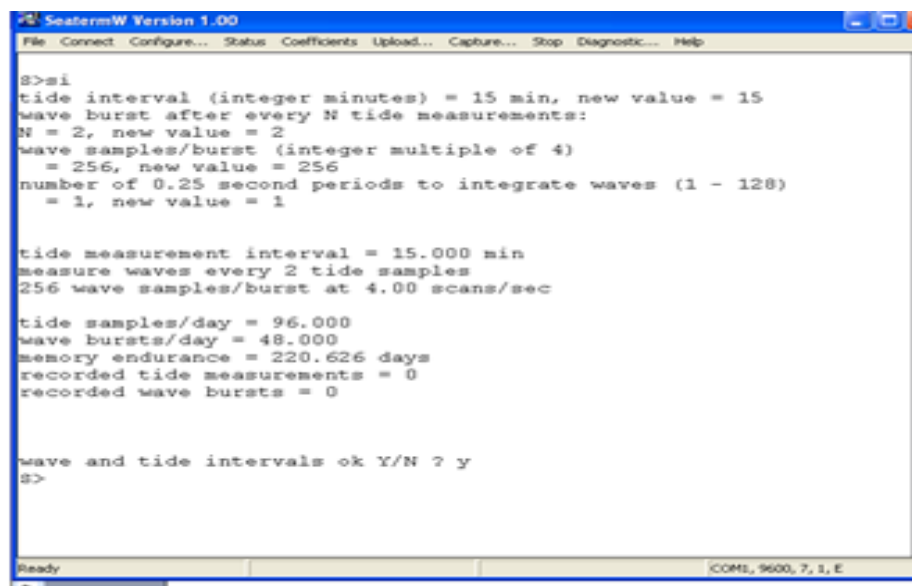 SeatermW Version 1.00
File Connect Configure... Status Coefficients Upload... Capture... Stop Diagnostic... Help
S>si
tide interval (integer minutes) = 15 min, new value = 15
wave burst after every N tide measurements:
N = 2, new value = 2
wave samples/burst (integer multiple of 4)
= 256, new value = 256
number of 0.25 second periods to integrate waves (1 - 128)
= 1, new value = 1
tide measurement interval = 15.000 min
measure waves every 2 tide samples
256 wave samples/burst at 4.00 scans/sec
tide samples/day = 96.000
wave bursts/day = 48.000
memory endurance = 220.626 days
recorded tide measurements = 0
recorded wave bursts = 0
wave and tide intervals ok Y/N ? y
S>
Ready
COM1, 9600, 7, 1, E